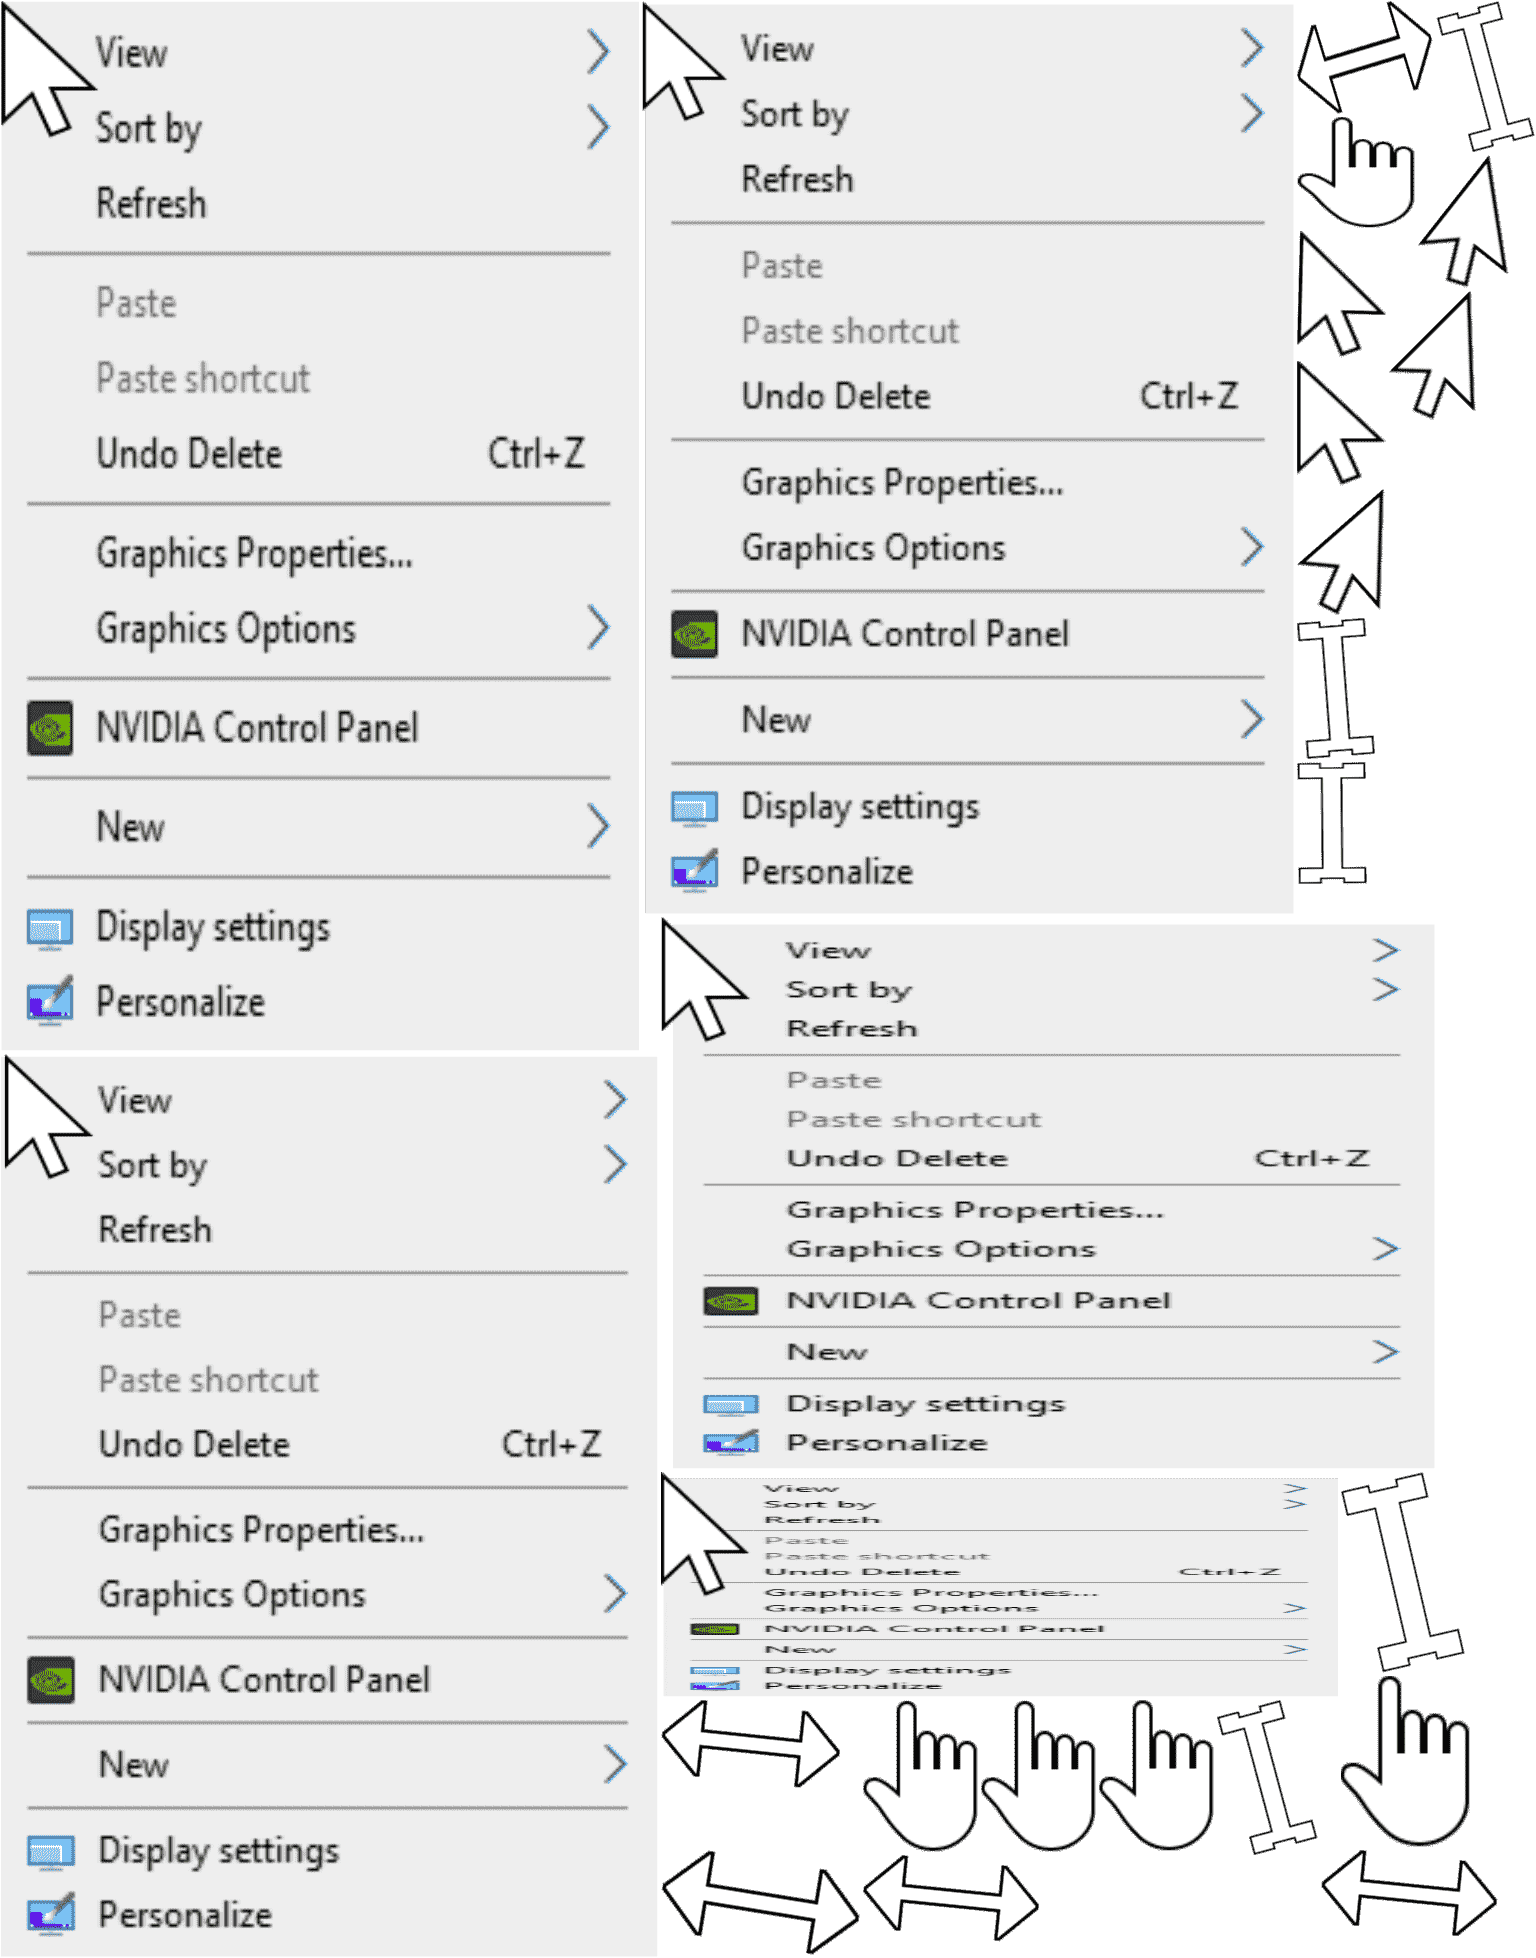 View
Sort by
Refresh
Paste
Paste shortcut
Undo Delete Ctrl+Z
Graphics Properties...
Graphics Options
NVIDIA Control Panel
New
Display settings
Personalize
View
Sort by
Refresh
Paste
Paste shortcut
Undo Delete Ctrl+Z
Graphics Properties...
Graphics Options
NVIDIA Control Panel
New
Display settings
Personalize
View
Sort by
Refresh
Paste
Paste shortcut
Undo Delete Ctrl+Z
Graphics Properties...
Graphics Options
NVIDIA Control Panel
New
Display settings
Personalize
View
Sort by
Refresh
Paste
Paste shortcut
Undo Delete Ctrl+Z
Graphics Properties...
Graphics Options
NVIDIA Control Panel
New
Display settings
Personalize
View
Sort by
Refresh
Paste
Paste shortcut
Undo Delete Ctrl+Z
Graphics Properties...
Graphics Options
NVIDIA Control Panel
New
Display settings
Personalize